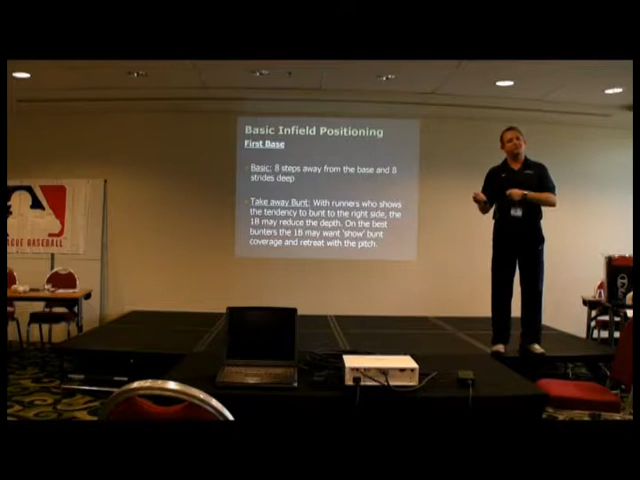 Basic Infield Positioning
First Base
Basic: 8 steps away from the base and 8
strides deep
Take away Bunt: With runners who shows
the tendency to bunt to the right side, the
1B may reduce the depth. On the best
bunters the 1B may want 'show' bunt
coverage and retreat with the pitch.
AGUE BASEBALL